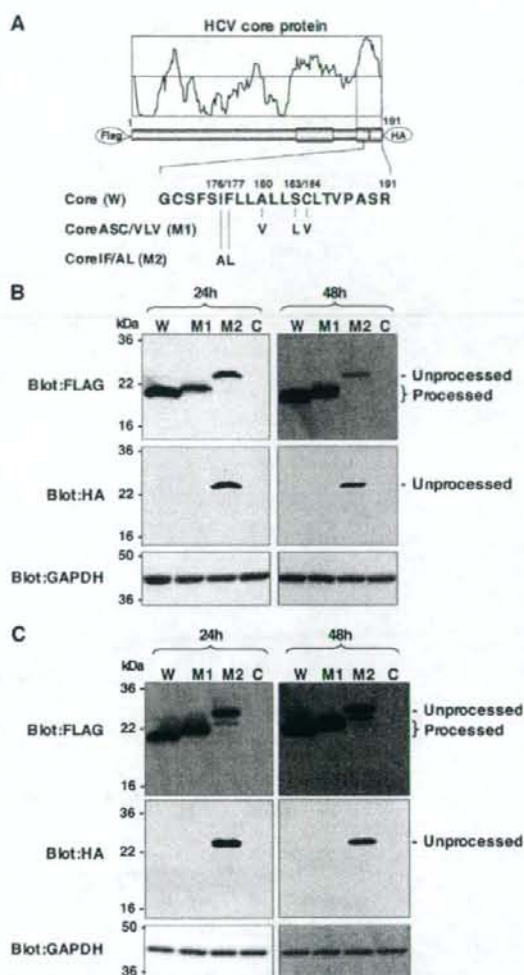 A
HCV core protein
1 191
Flag HA
176/177 180 183/184 191
Core (W) GCSFSIFLLALLSCLTVPASR
CoreASC/VLV (M1) V L V
CoreIF/AL (M2) AL
B
24h 48h
kDa W M1 M2 C W M1 M2 C
36
Blot:FLAG 22 - Unprocessed
} Processed
16
36
Blot:HA 22 - Unprocessed
16
50
Blot:GAPDH
36
C
24h 48h
kDa W M1 M2 C W M1 M2 C
36
- Unprocessed
Blot:FLAG 22 } Processed
16
36
Blot:HA 22 - Unprocessed
16
50
Blot:GAPDH
36